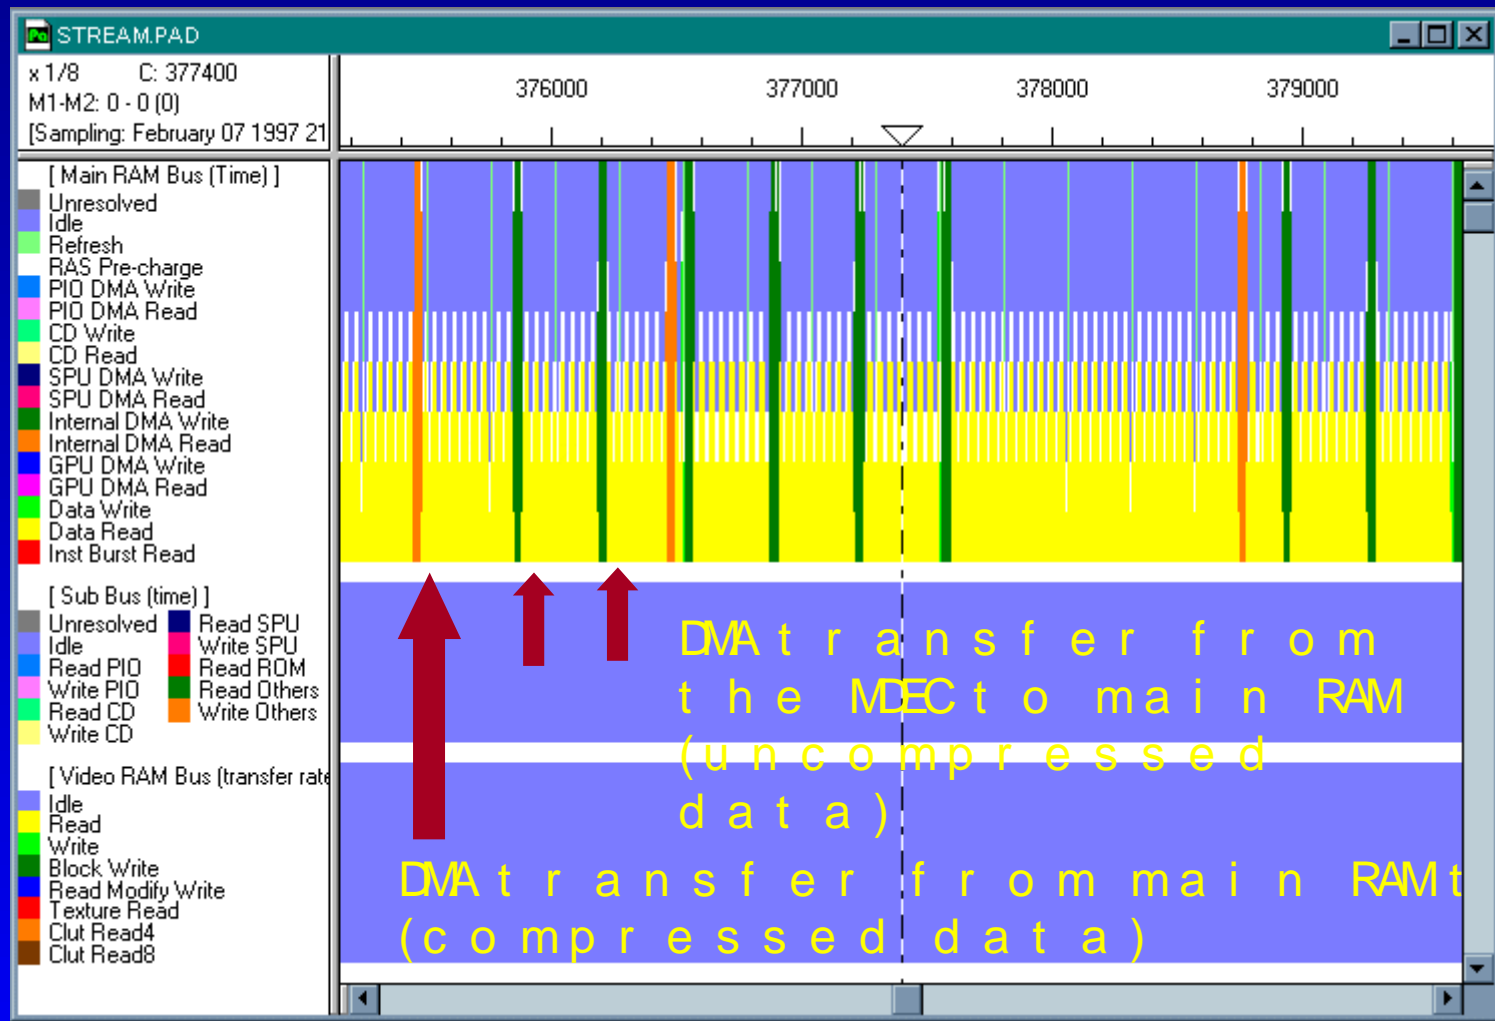 STREAM.PAD
x 1/8 C: 377400
M1-M2: 0 - 0 (0)
[Sampling: February 07 1997 21
376000 377000 378000 379000
[ Main RAM Bus (Time) ]
Unresolved
Idle
Refresh
RAS Pre-charge
PIO DMA Write
PIO DMA Read
CD Write
CD Read
SPU DMA Write
SPU DMA Read
Internal DMA Write
Internal DMA Read
GPU DMA Write
GPU DMA Read
Data Write
Data Read
Inst Burst Read
[ Sub Bus (time) ]
Unresolved Read SPU
Idle Write SPU
Read PIO Read ROM
Write PIO Read Others
Read CD Write Others
Write CD
[ Video RAM Bus (transfer rate
Idle
Read
Write
Block Write
Read Modify Write
Texture Read
Clut Read4
Clut Read8
DMA transfer from
the MDEC to main RAM
(uncompressed
data)
DMA transfer from main RAM t
(compressed data)